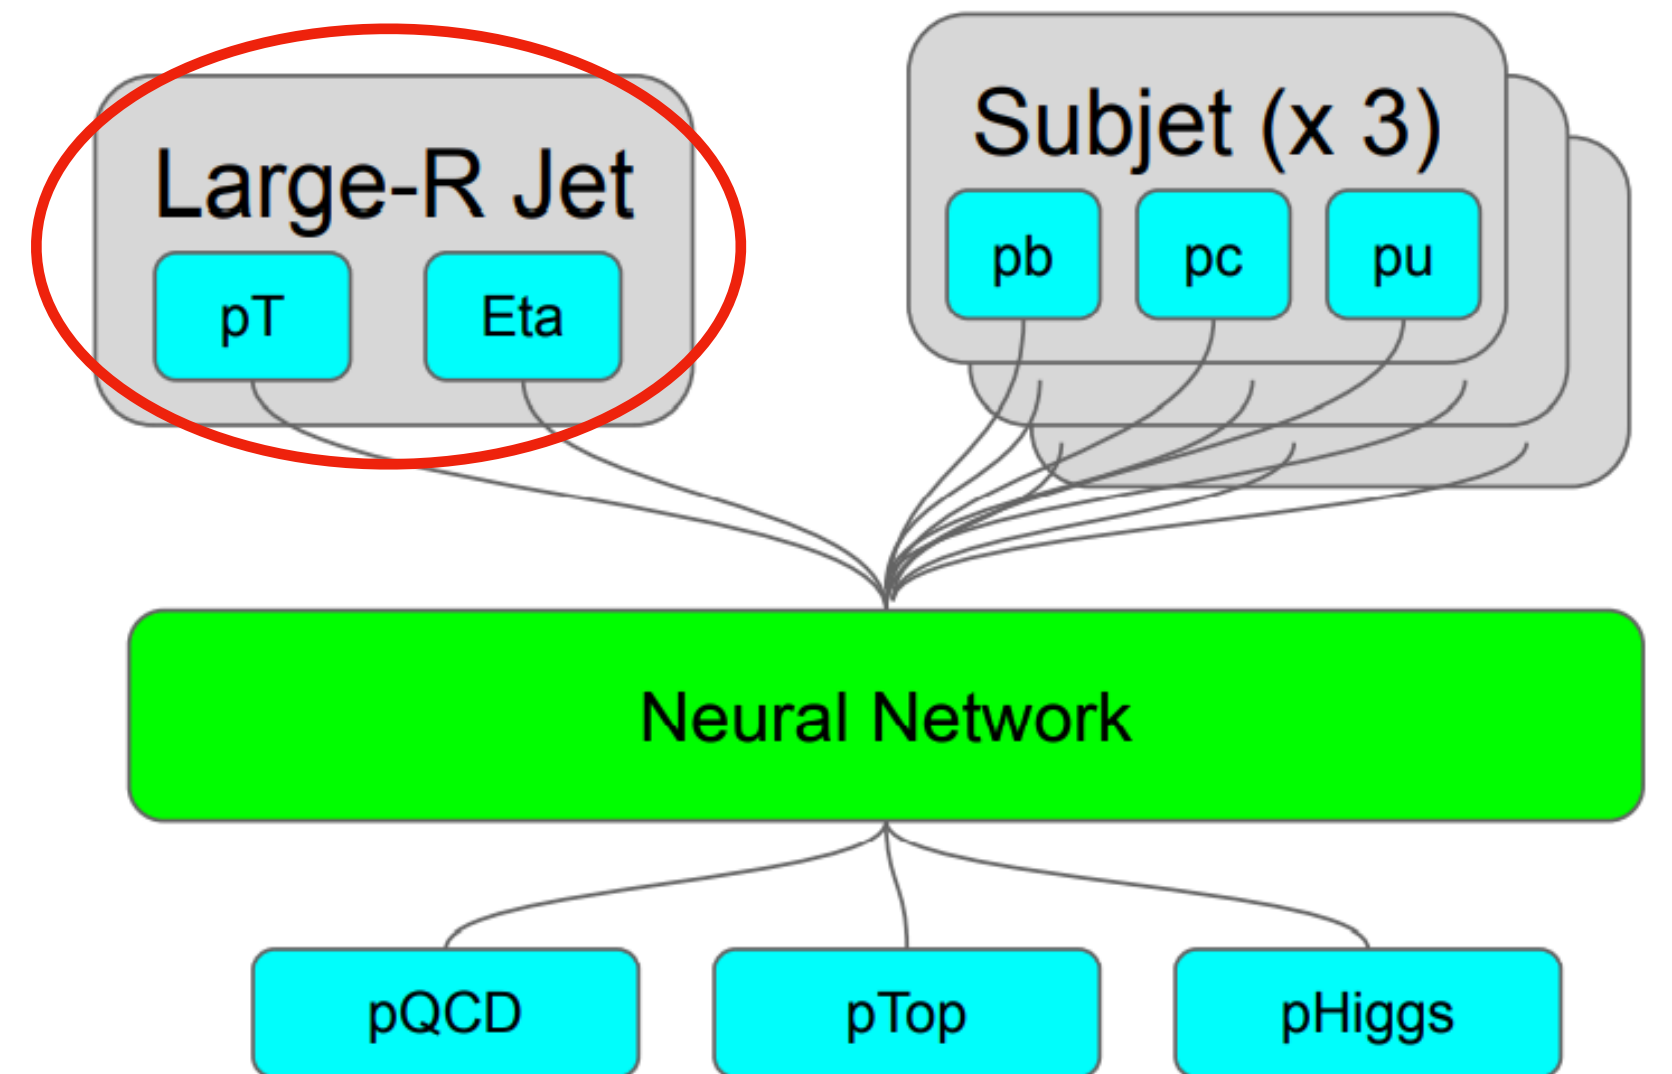 Large-R Jet
pT
Eta
Subjet (x 3)
pb
pc
pu
Neural Network
pQCD
pTop
pHiggs